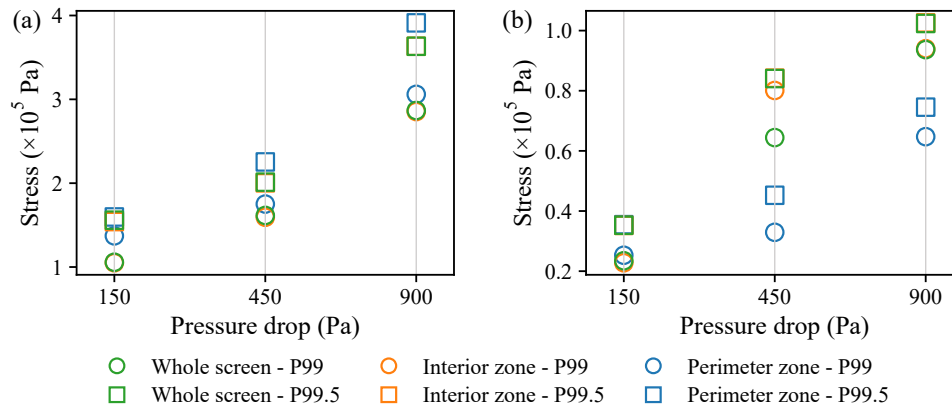 (a)
4
3
2
1
Stress (×10⁵ Pa)
150
450
900
Pressure drop (Pa)
(b)
1.0
0.8
0.6
0.4
0.2
Stress (×10⁵ Pa)
150
450
900
Pressure drop (Pa)
Whole screen - P99
Interior zone - P99
Perimeter zone - P99
Whole screen - P99.5
Interior zone - P99.5
Perimeter zone - P99.5